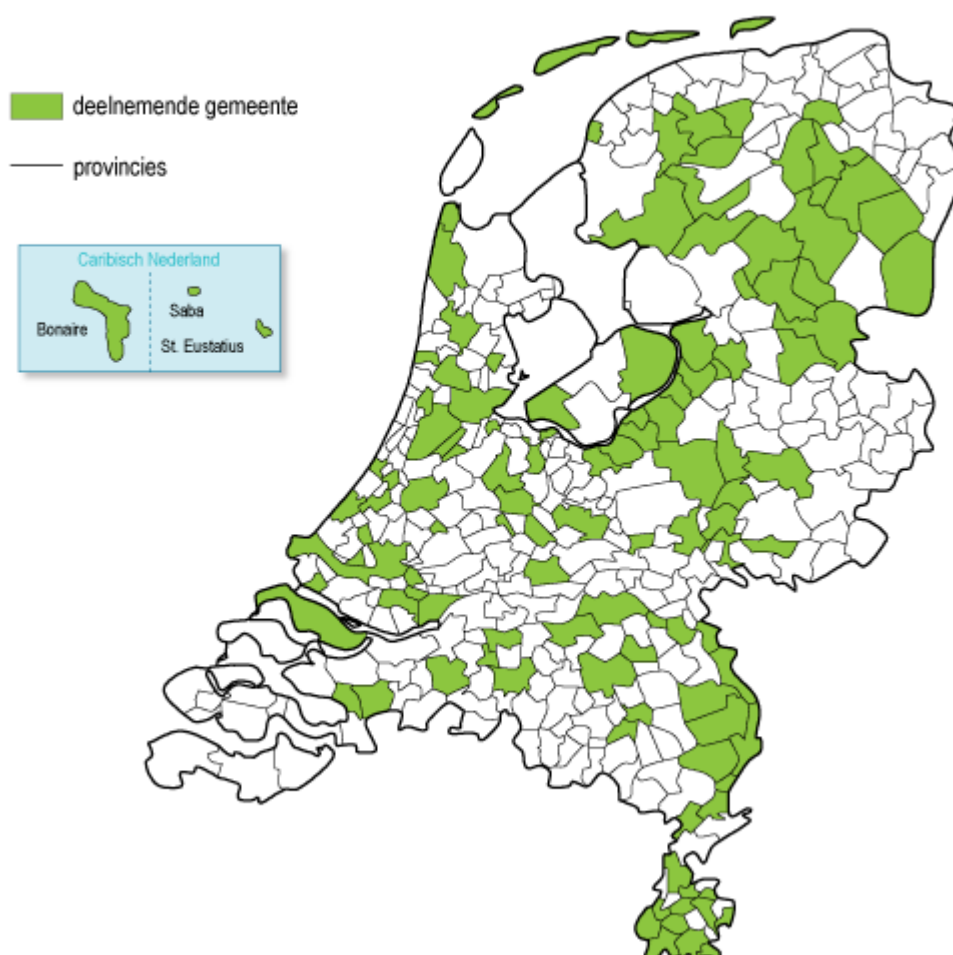 deelnemende gemeente
provincies
Caribisch Nederland
Bonaire
Saba
St. Eustatius